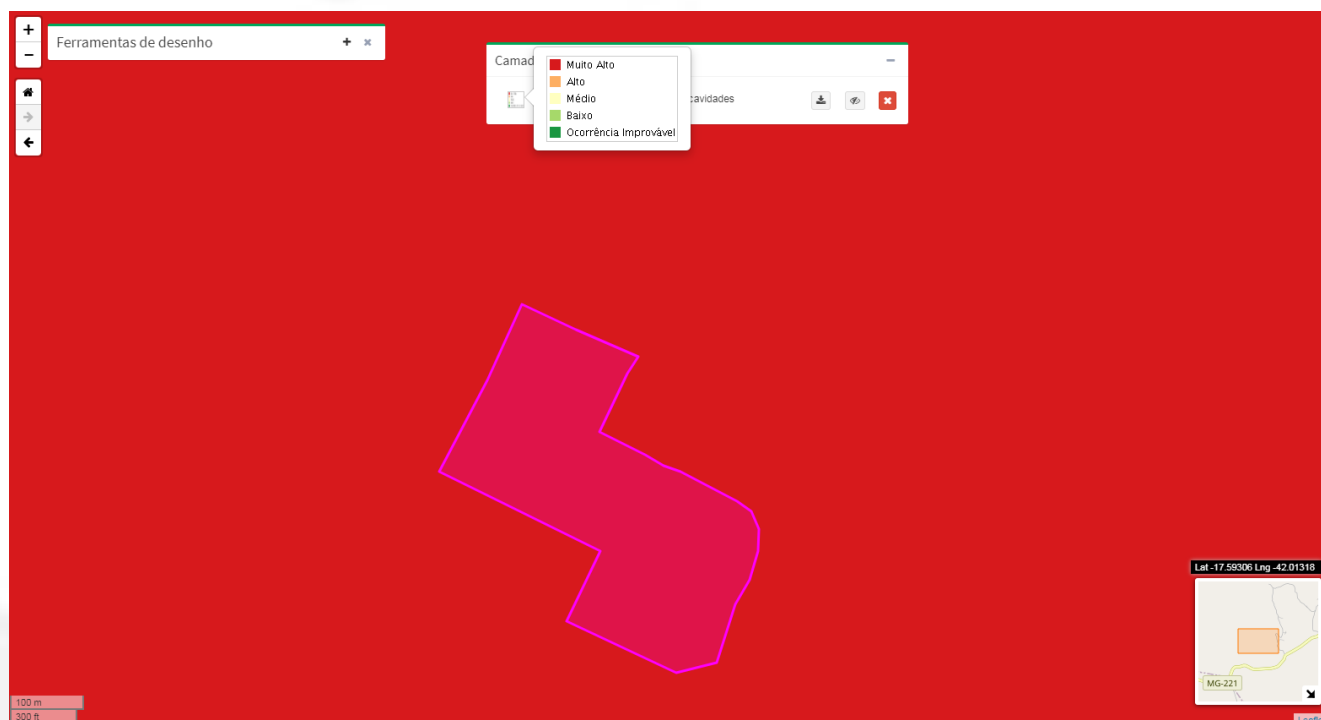 +
−
Ferramentas de desenho + ×
Camad
−
Muito Alto
Alto
Médio
Baixo
Ocorrência Improvável
cavidades
Lat -17.59306 Lng -42.01318
MG-221
100 m
300 ft